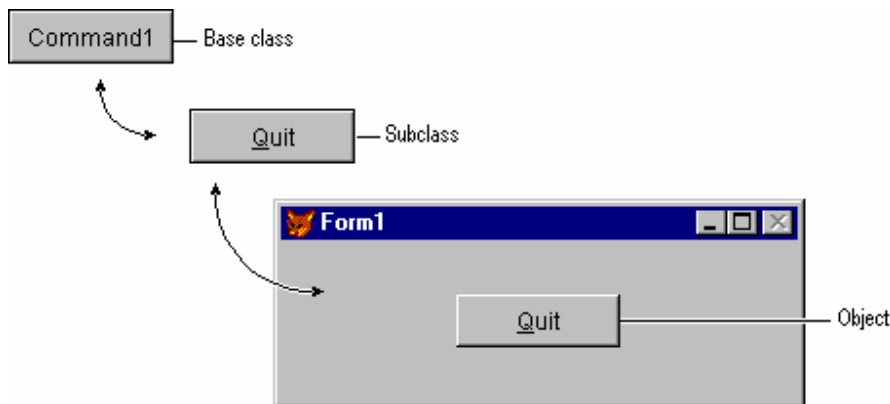 Command1
Base class
Quit
Subclass
Form1
Quit
Object